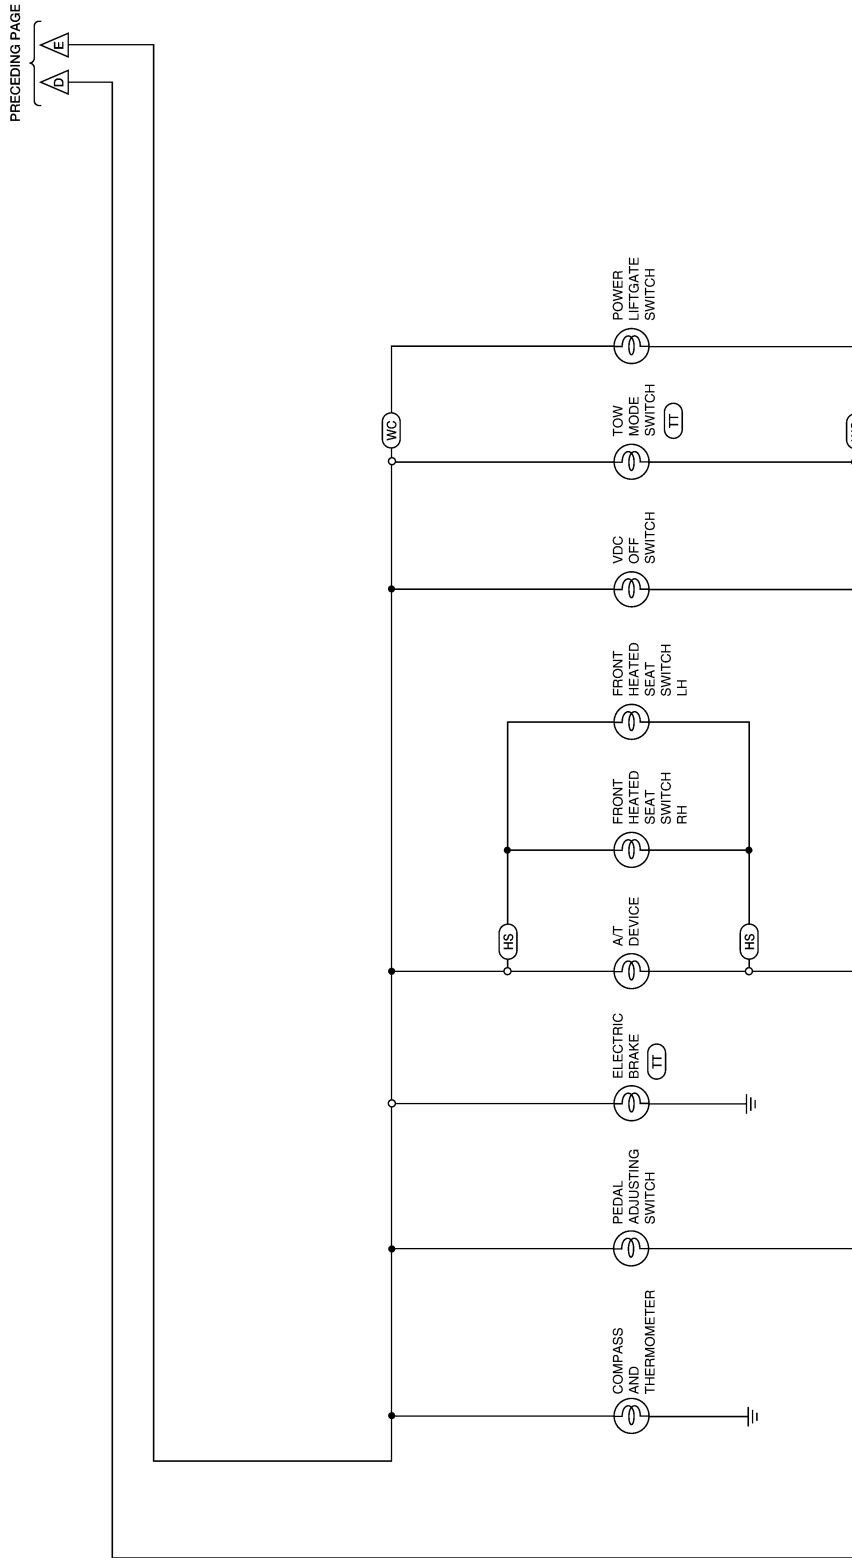 PRECEDING PAGE
E
D
POWER
LIFTGATE
SWITCH
WC
TOW
MODE
SWITCH
TT
VDC
OFF
SWITCH
FRONT
HEATED
SEAT
SWITCH
LH
FRONT
HEATED
SEAT
SWITCH
RH
HS
A/T
DEVICE
HS
ELECTRIC
BRAKE
TT
PEDAL
ADJUSTING
SWITCH
COMPASS
AND
THERMOMETER